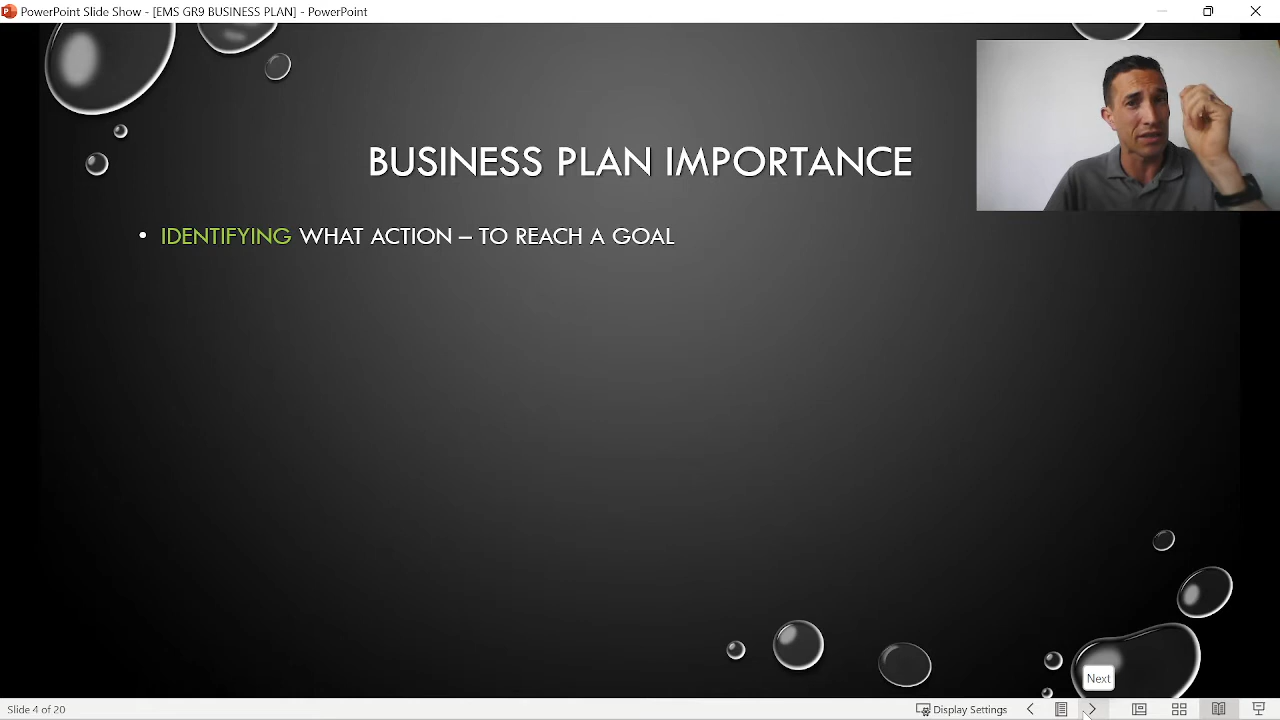 PowerPoint Slide Show - [EMS GR9 BUSINESS PLAN] - PowerPoint
BUSINESS PLAN IMPORTANCE
• IDENTIFYING WHAT ACTION – TO REACH A GOAL
Next
Slide 4 of 20
Display Settings